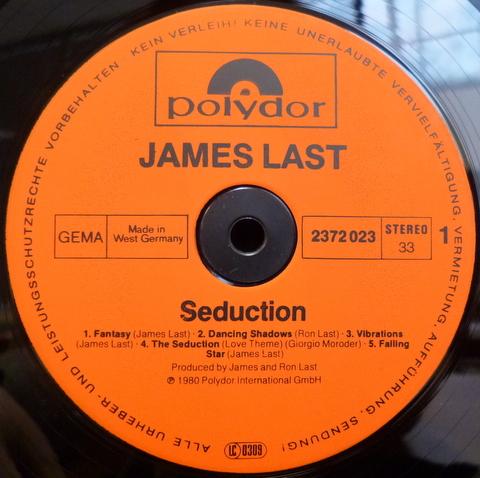 ALLE URHEBER- UND LEISTUNGSSCHUTZRECHTE VORBEHALTEN KEIN VERLEIH! KEINE UNERLAUBTE VERVIELFÄLTIGUNG, VERMIETUNG, AUFFÜHRUNG, SENDUNG!
polydor
JAMES LAST
GEMA
Made in
West Germany
2372 023
STEREO
33
1
Seduction
1. Fantasy (James Last) · 2. Dancing Shadows (Ron Last) · 3. Vibrations
(James Last) · 4. The Seduction (Love Theme) (Giorgio Moroder) · 5. Falling
Star (James Last)
Produced by James and Ron Last
℗ 1980 Polydor International GmbH
LC 0309